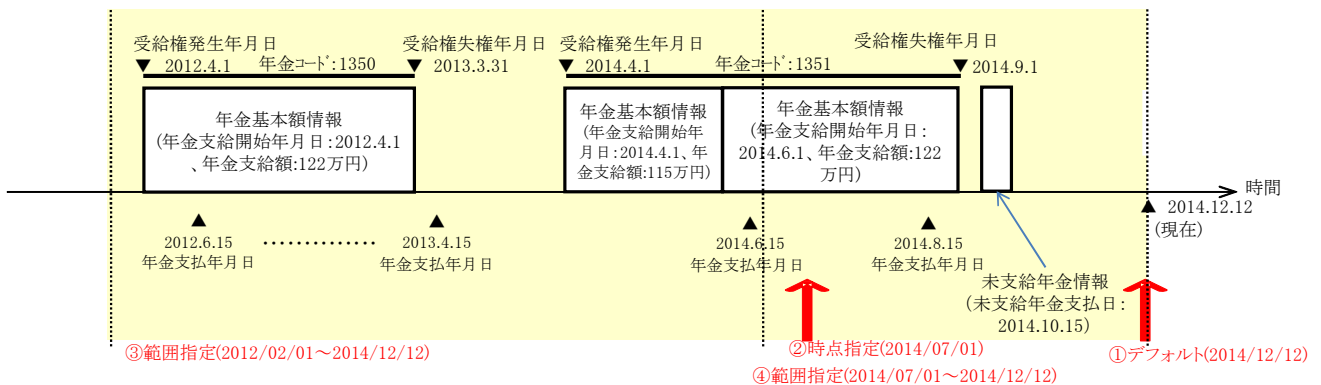 受給権発生年月日
2012.4.1
年金コード:1350
受給権失権年月日
2013.3.31
受給権発生年月日
2014.4.1
年金コード:1351
受給権失権年月日
2014.9.1
年金基本額情報
(年金支給開始年月日:2012.4.1
、年金支給額:122万円)
年金基本額情報
(年金支給開始年
月日:2014.4.1、年
金支給額:115万円)
年金基本額情報
(年金支給開始年月日:
2014.6.1、年金支給額:122
万円)
時間
2012.6.15
年金支払年月日
2013.4.15
年金支払年月日
2014.6.15
年金支払年月日
2014.8.15
年金支払年月日
2014.12.12
(現在)
未支給年金情報
(未支給年金支払日:
2014.10.15)
③範囲指定(2012/02/01～2014/12/12)
②時点指定(2014/07/01)
①デフォルト(2014/12/12)
④範囲指定(2014/07/01～2014/12/12)